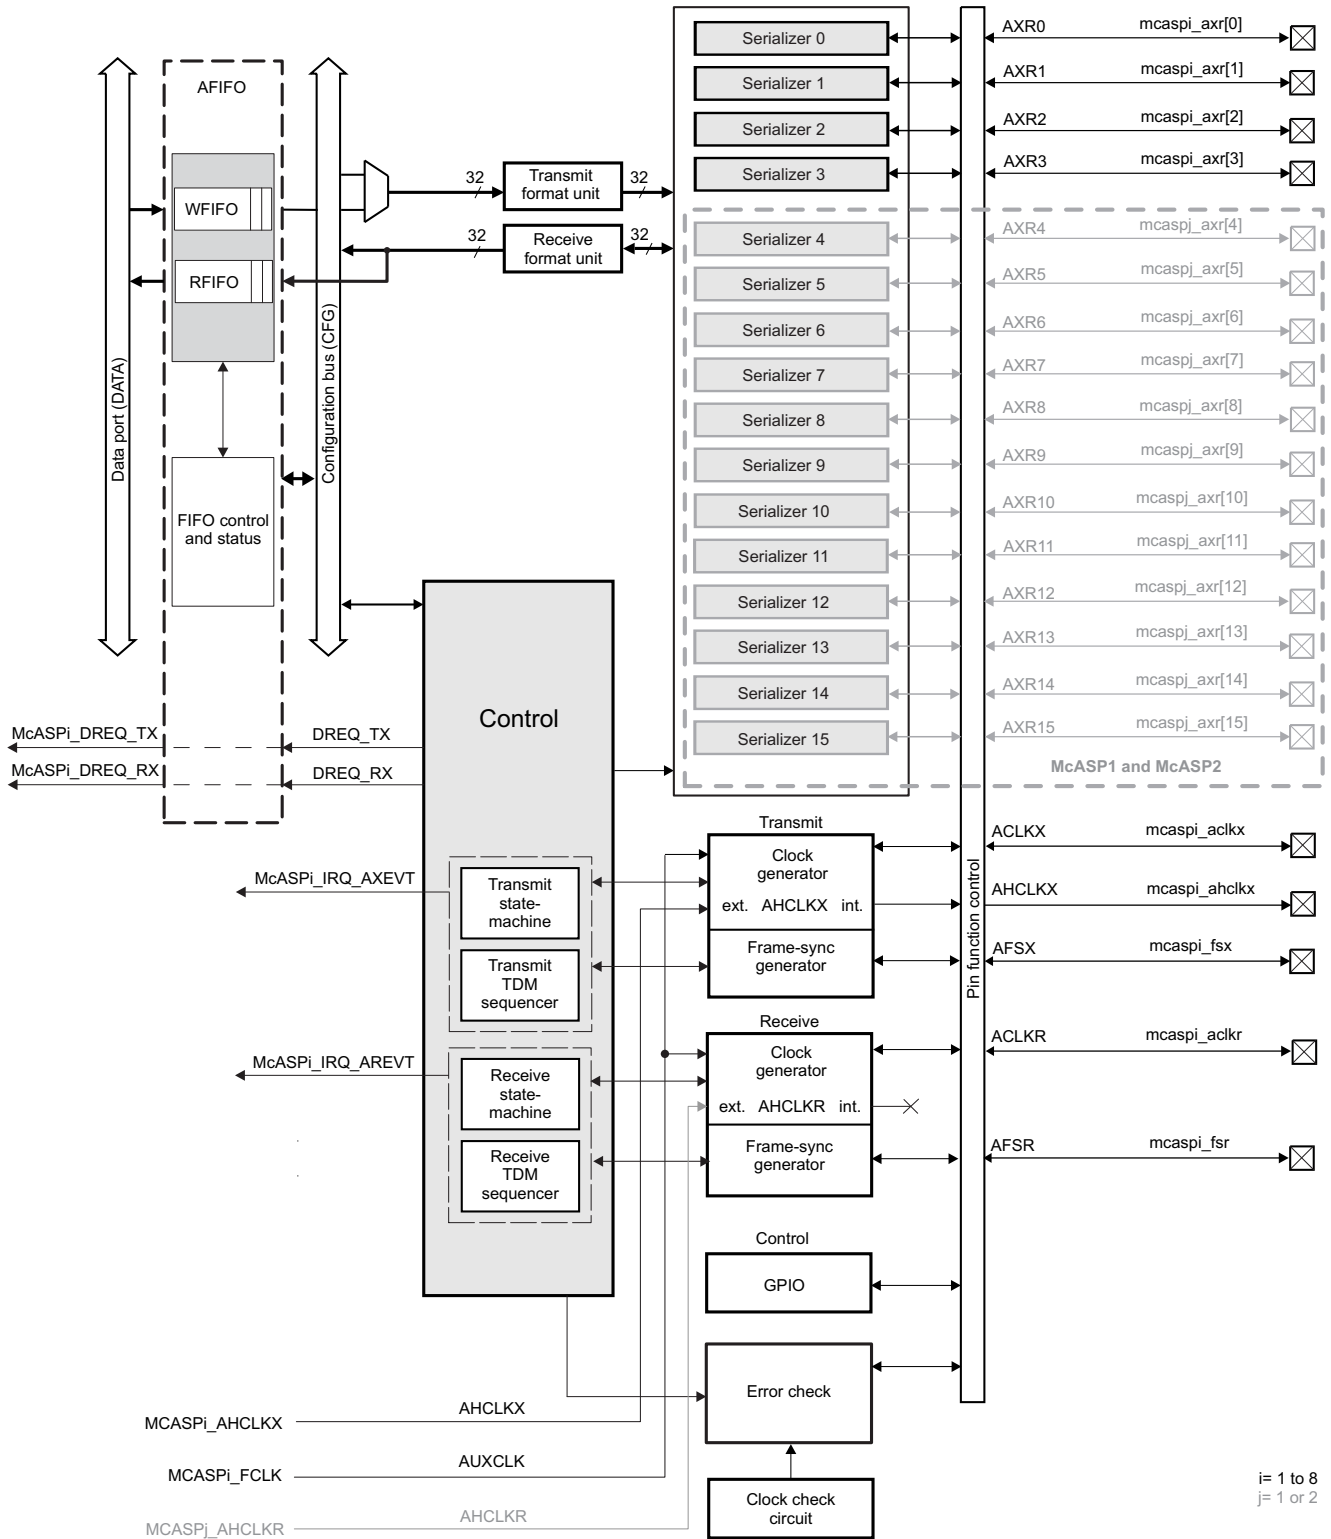 Serializer 0
AXR0
mcaspi_axr[0]
Serializer 1
AXR1
mcaspi_axr[1]
Serializer 2
AXR2
mcaspi_axr[2]
Serializer 3
AXR3
mcaspi_axr[3]
AFIFO
WFIFO
RFIFO
FIFO control
and status
Data port (DATA)
Configuration bus (CFG)
32
Transmit
format unit
32
32
Receive
format unit
32
Serializer 4
AXR4
mcaspj_axr[4]
Serializer 5
AXR5
mcaspj_axr[5]
Serializer 6
AXR6
mcaspj_axr[6]
Serializer 7
AXR7
mcaspj_axr[7]
Serializer 8
AXR8
mcaspj_axr[8]
Serializer 9
AXR9
mcaspj_axr[9]
Serializer 10
AXR10
mcaspj_axr[10]
Serializer 11
AXR11
mcaspj_axr[11]
Serializer 12
AXR12
mcaspj_axr[12]
Serializer 13
AXR13
mcaspj_axr[13]
Serializer 14
AXR14
mcaspj_axr[14]
Serializer 15
AXR15
mcaspj_axr[15]
McASP1 and McASP2
Control
McASPi_DREQ_TX
DREQ_TX
McASPi_DREQ_RX
DREQ_RX
McASPi_IRQ_AXEVT
Transmit
state-
machine
Transmit
TDM
sequencer
McASPi_IRQ_AREVT
Receive
state-
machine
Receive
TDM
sequencer
Transmit
Clock
generator
ext. AHCLKX int.
Frame-sync
generator
Receive
Clock
generator
ext. AHCLKR int.
Frame-sync
generator
Control
GPIO
Error check
Clock check
circuit
Pin function control
ACLKX
mcaspi_aclkx
AHCLKX
mcaspi_ahclkx
AFSX
mcaspi_fsx
ACLKR
mcaspi_aclkr
AFSR
mcaspi_fsr
MCASPi_AHCLKX
AHCLKX
MCASPi_FCLK
AUXCLK
MCASPj_AHCLKR
AHCLKR
i= 1 to 8
j= 1 or 2